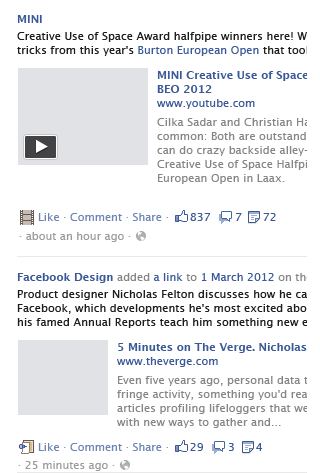 MINI
Creative Use of Space Award halfpipe winners here! W
tricks from this year's Burton European Open that tool
MINI Creative Use of Space
BEO 2012
www.youtube.com
Cilka Sadar and Christian Ha
common: Both are outstand
can do crazy backside alley-
Creative Use of Space Halfpi
European Open in Laax.
Like · Comment · Share · 837 7 72
· about an hour ago ·
Facebook Design added a link to 1 March 2012 on th
Product designer Nicholas Felton discusses how he ca
Facebook, which developments he's most excited abo
his famed Annual Reports teach him something new e
5 Minutes on The Verge. Nicholas
www.theverge.com
Even five years ago, personal data t
fringe activity, something you'd rea
articles profiling lifeloggers that we
with new ways to gather and...
Like · Comment · Share · 29 3 4
· 25 minutes ago ·